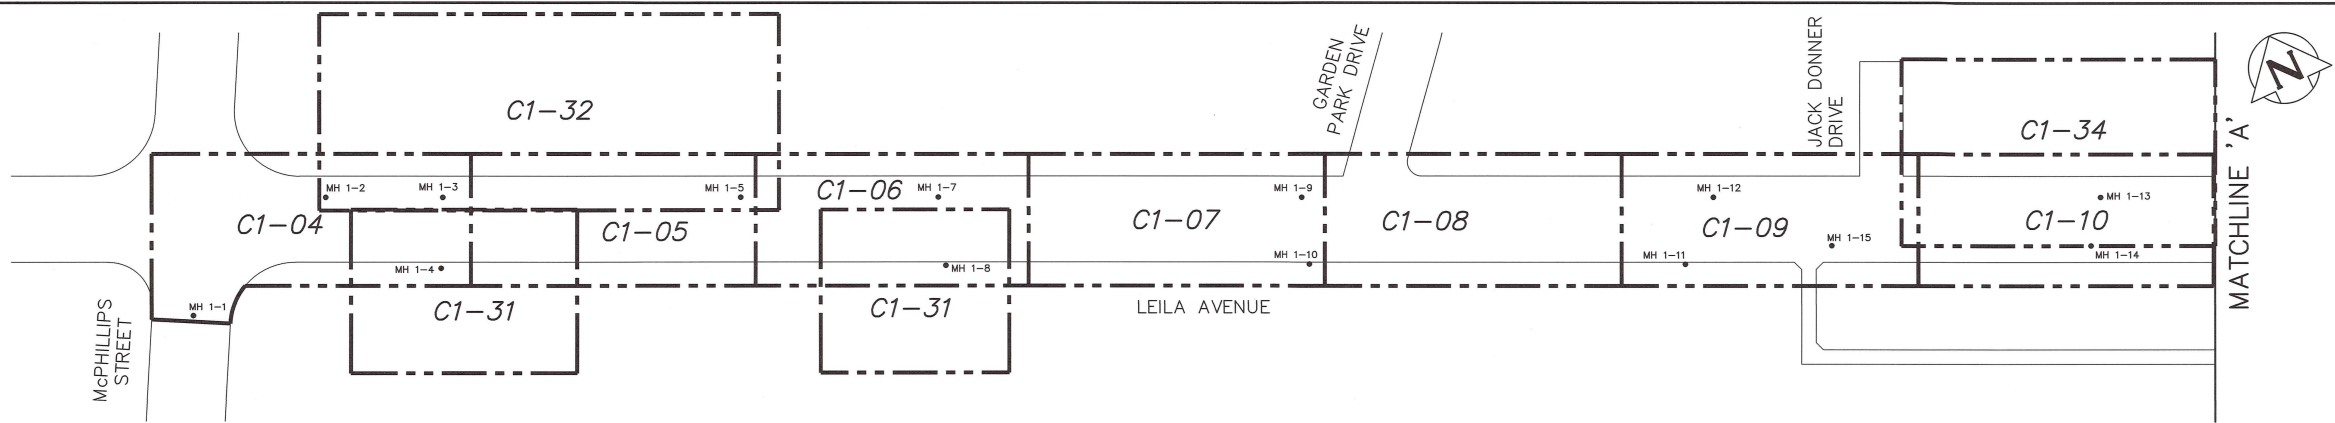 GARDEN
PARK DRIVE
JACK DONNER
DRIVE
N
C1-32
C1-34
MATCHLINE 'A'
MH 1-2
MH 1-3
MH 1-5
C1-06
MH 1-7
MH 1-9
MH 1-12
MH 1-13
C1-04
C1-05
C1-07
C1-08
C1-09
C1-10
MH 1-15
MH 1-4
MH 1-8
MH 1-10
MH 1-11
MH 1-14
MH 1-1
C1-31
C1-31
LEILA AVENUE
McPHILLIPS
STREET